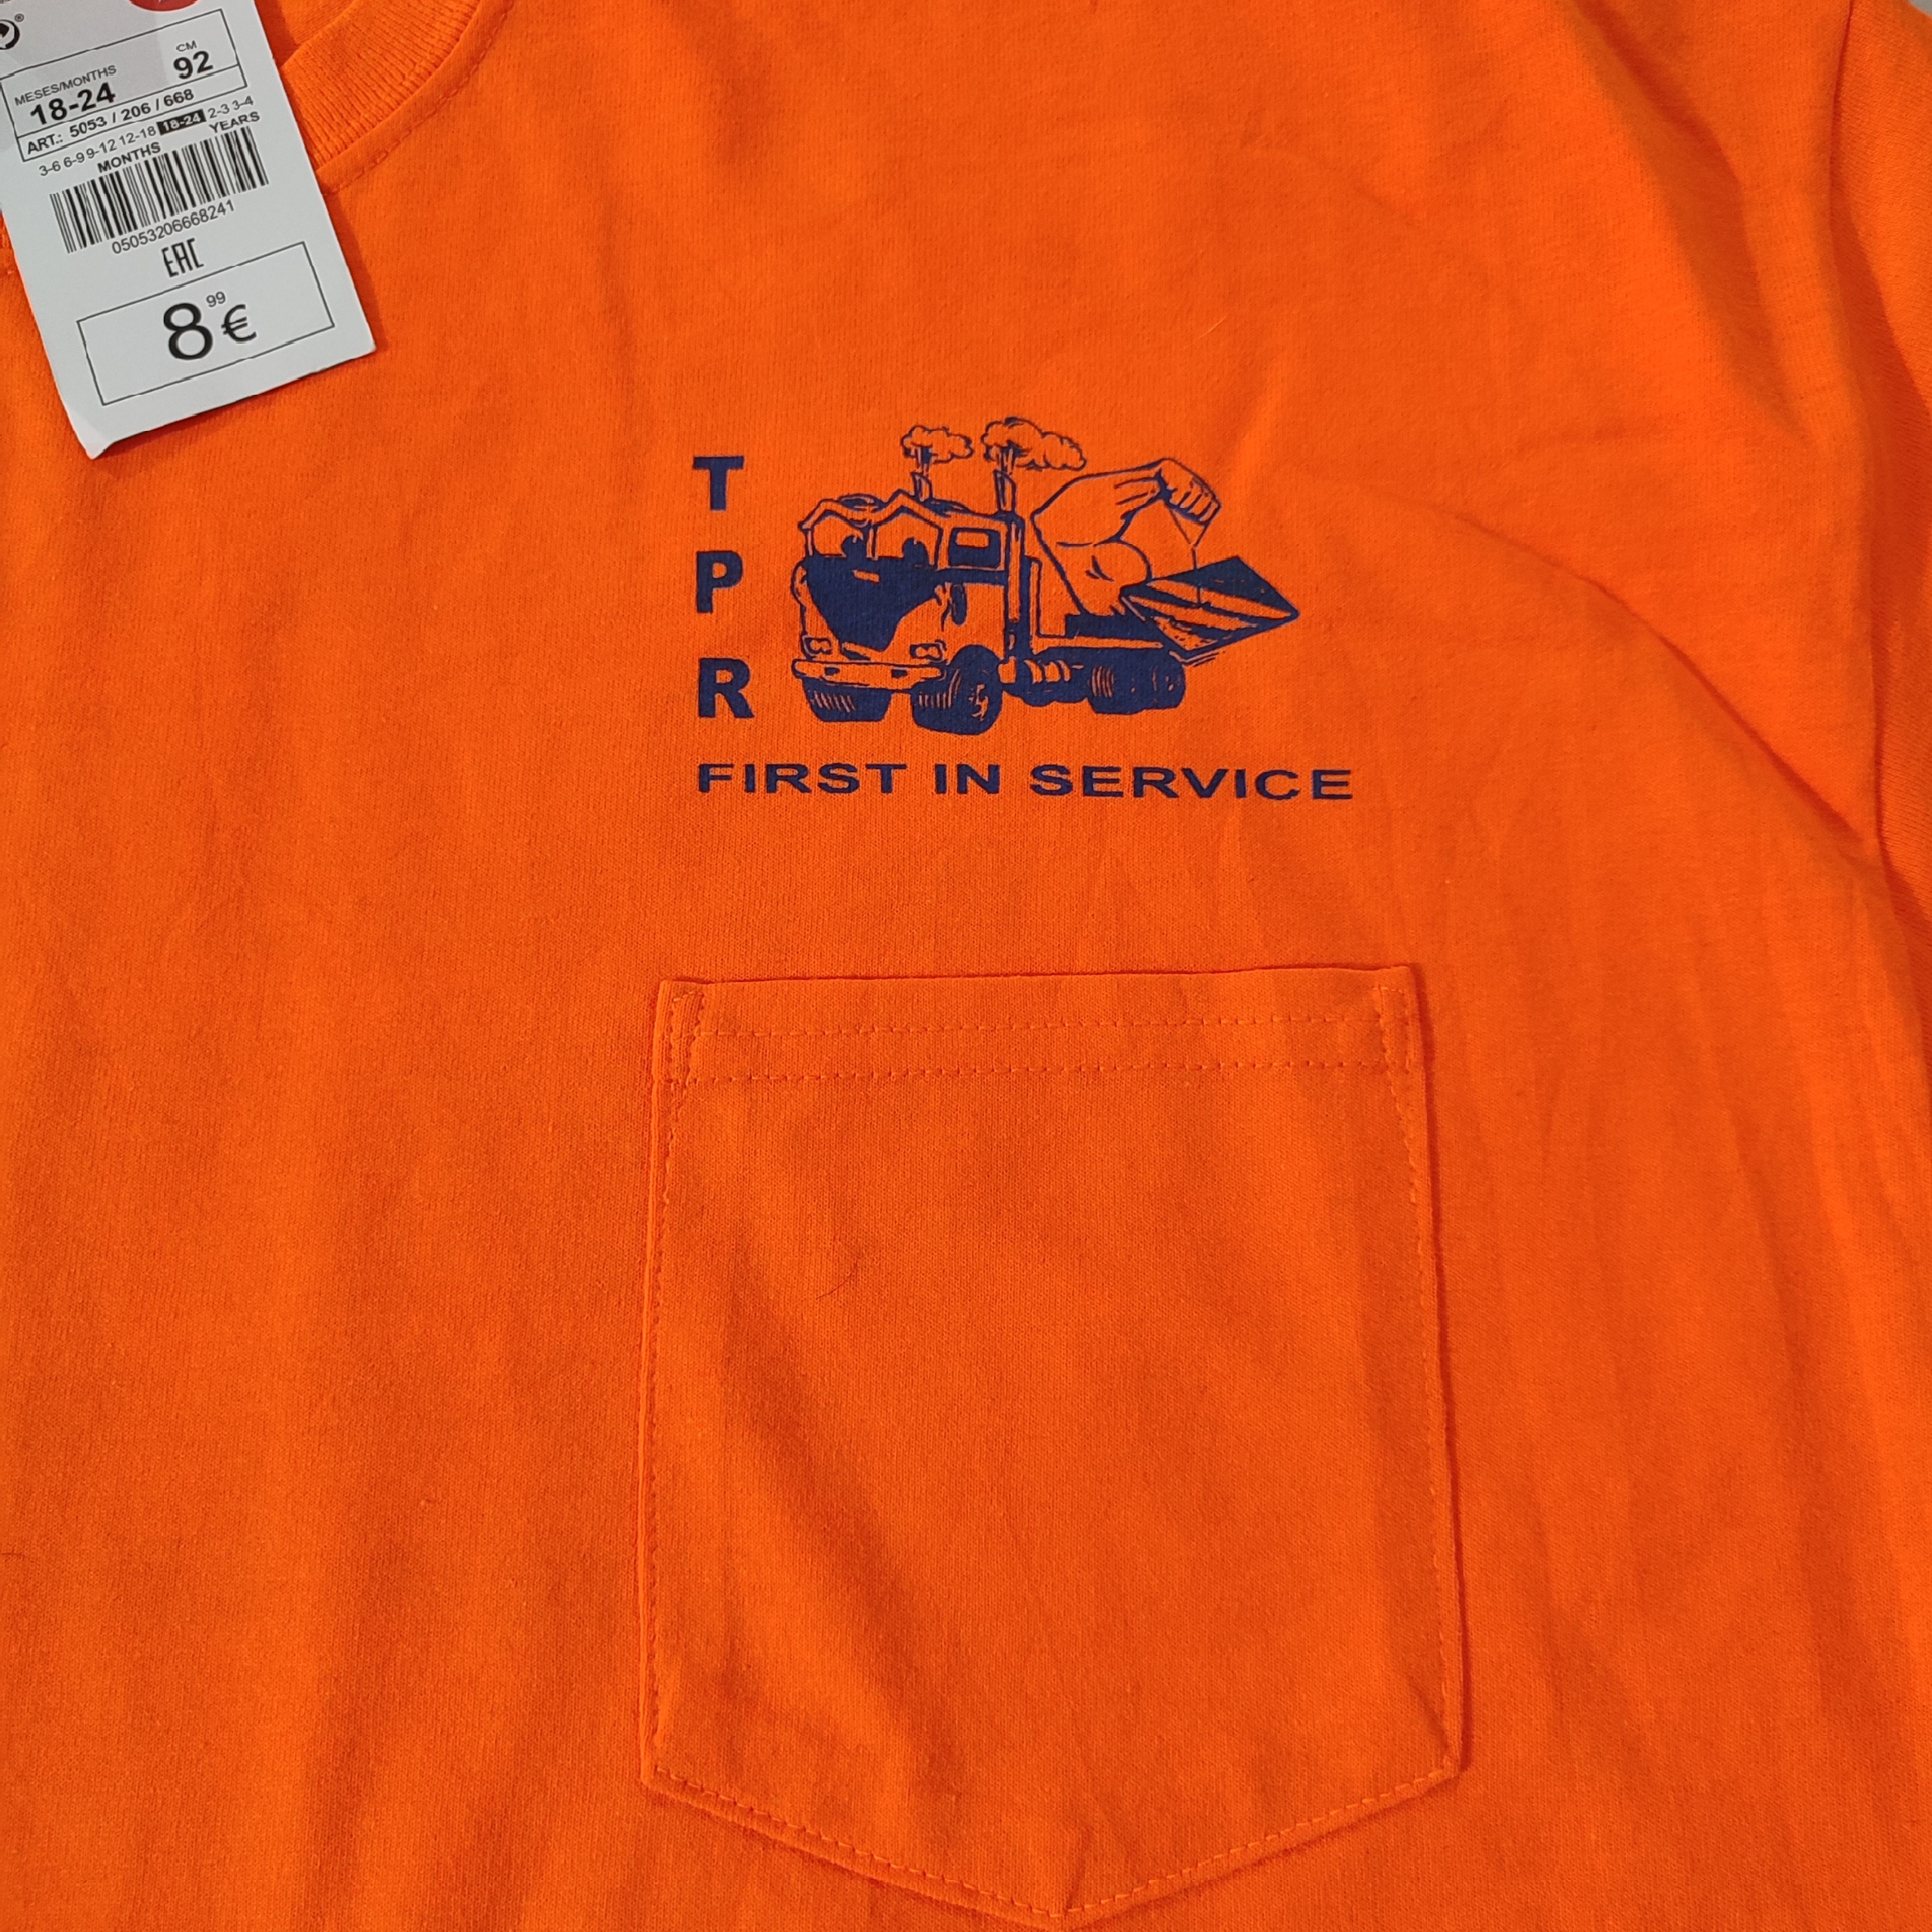 CM
MESES/MONTHS 92
18-24
ART.: 5053 / 206 / 668
3-6 6-9 9-12 12-18 18-24 2-3 3-4
MONTHS YEARS
05053206668241
EAC
8 99 €
T
P
R
FIRST IN SERVICE